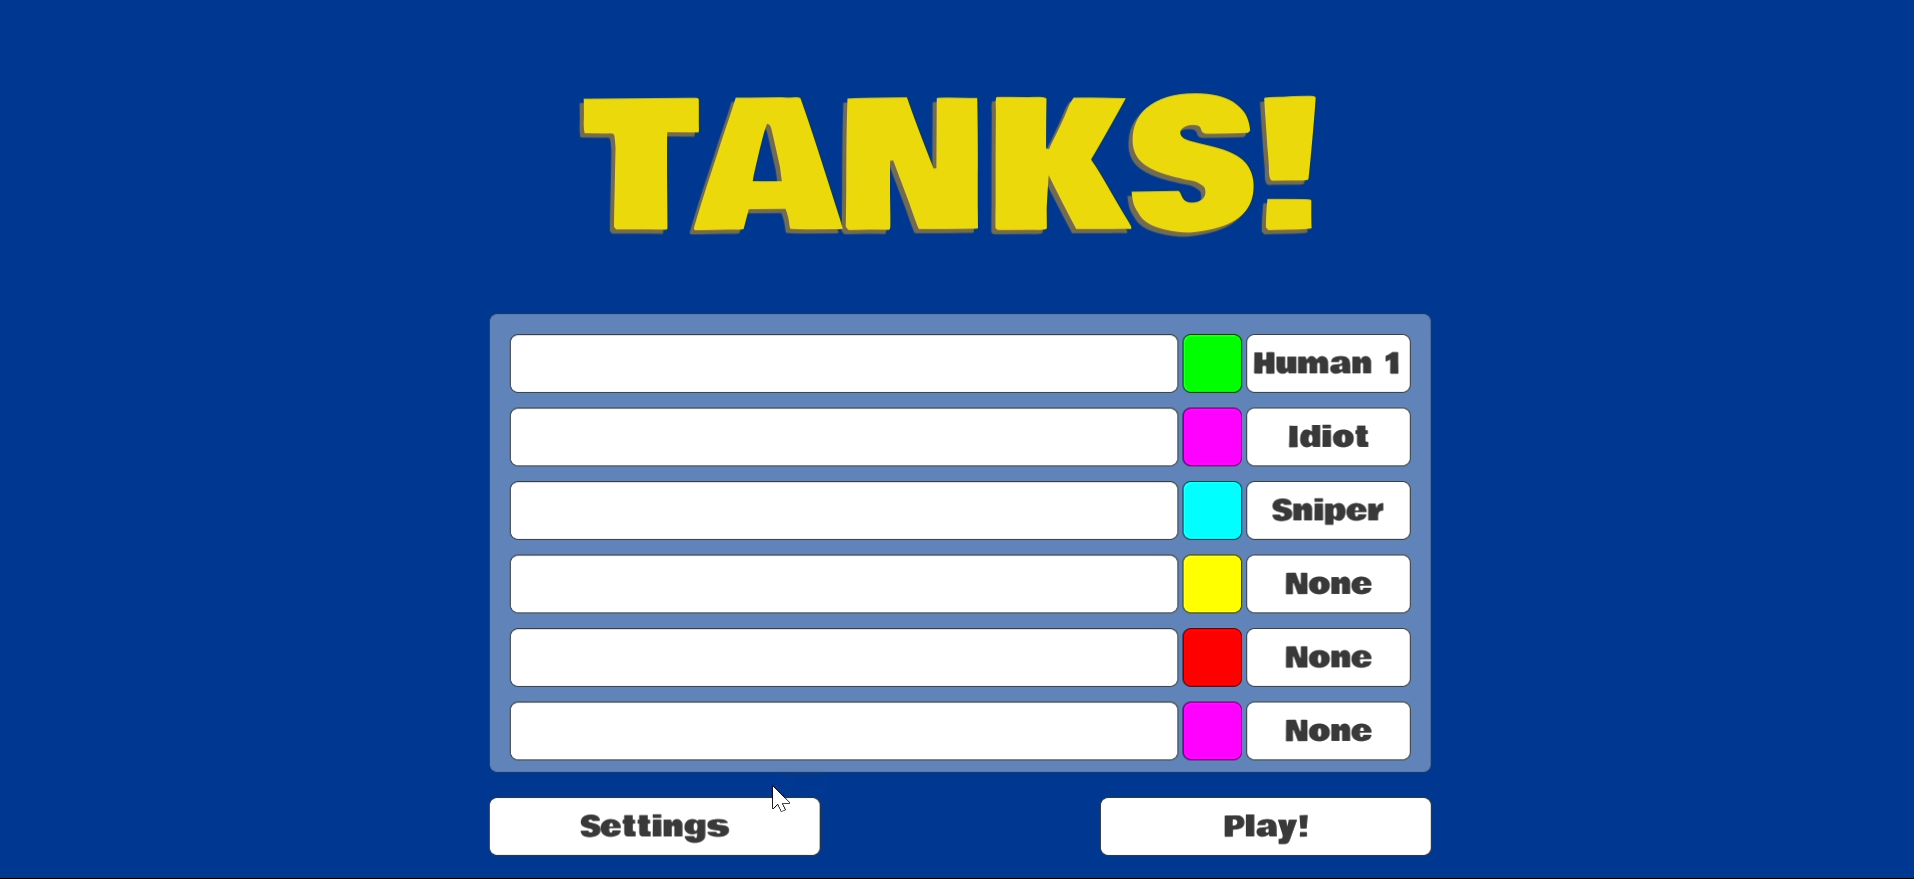 TANKS!
Human 1
Idiot
Sniper
None
None
None
Settings
Play!